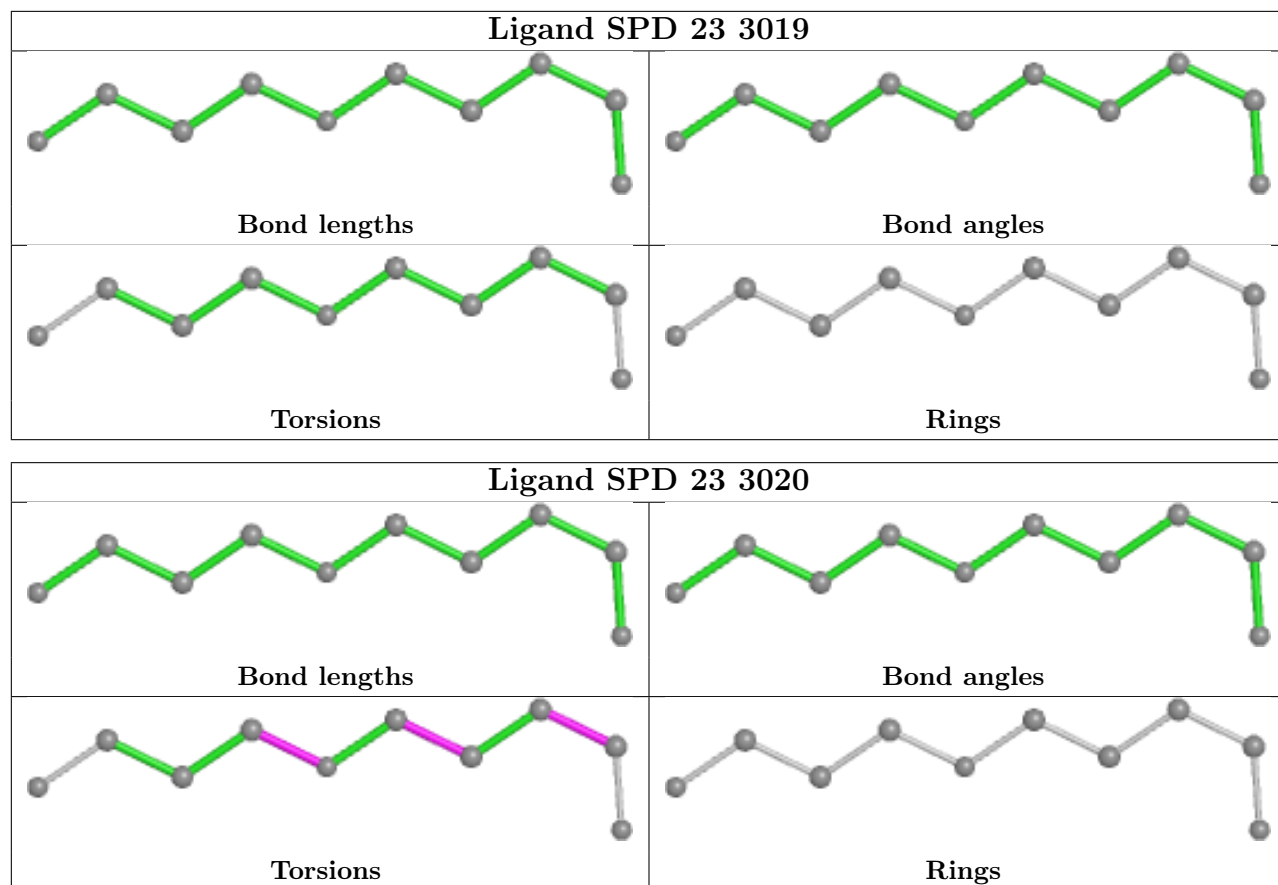 Ligand SPD 23 3019
Bond lengths
Bond angles
Torsions
Rings
Ligand SPD 23 3020
Bond lengths
Bond angles
Torsions
Rings